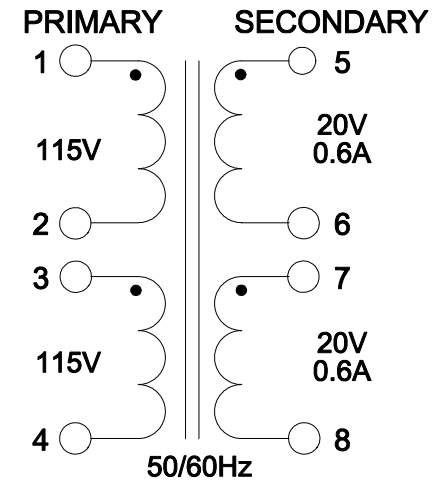 PRIMARY SECONDARY
1 5
115V
20V
0.6A
2 6
3 7
115V
20V
0.6A
4 8
50/60Hz